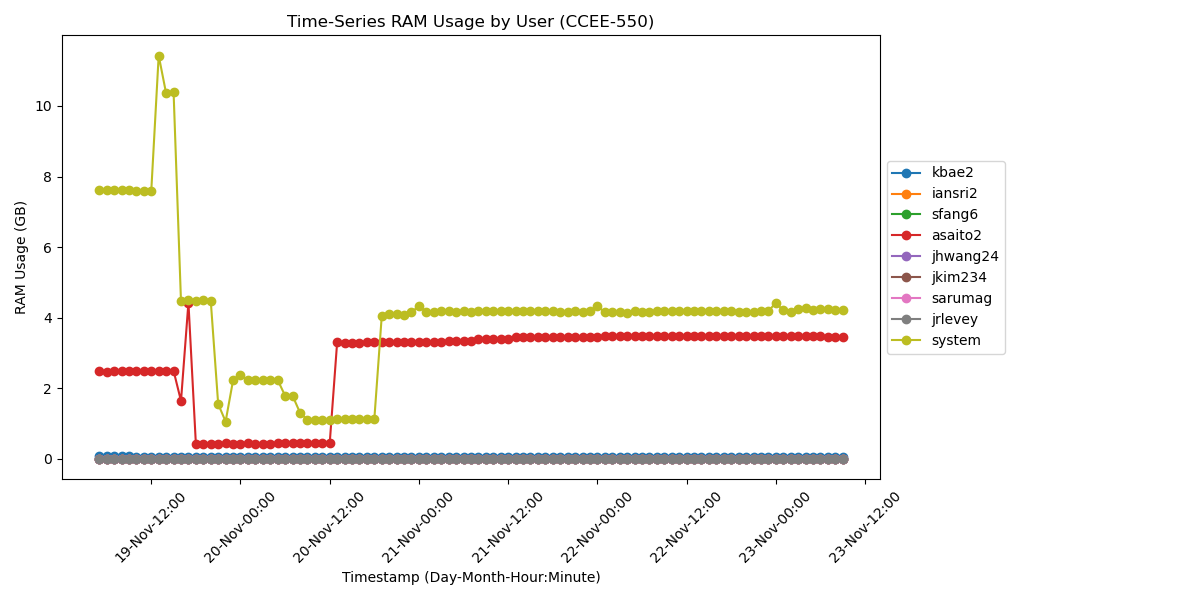 Time-Series RAM Usage by User (CCEE-550)
RAM Usage (GB)
10
8
6
4
2
0
19-Nov-12:00
20-Nov-00:00
20-Nov-12:00
21-Nov-00:00
21-Nov-12:00
22-Nov-00:00
22-Nov-12:00
23-Nov-00:00
23-Nov-12:00
Timestamp (Day-Month-Hour:Minute)
kbae2
iansri2
sfang6
asaito2
jhwang24
jkim234
sarumag
jrlevey
system